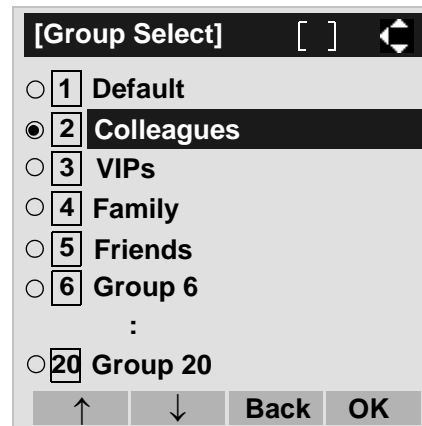 [Group Select] [ ]
1 Default
2 Colleagues
3 VIPs
4 Family
5 Friends
6 Group 6
:
20 Group 20
↑ ↓ Back OK